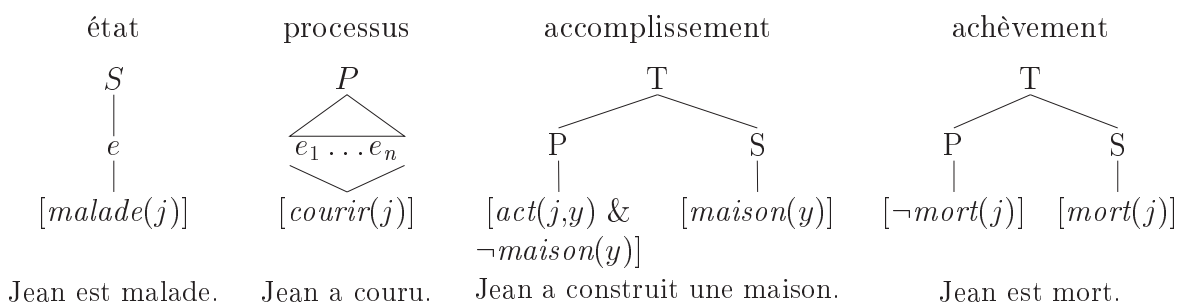 état processus accomplissement achèvement
S P T T
e e₁ … eₙ P S P S
[malade(j)] [courir(j)] [act(j,y) & [maison(y)] [¬mort(j)] [mort(j)]
¬maison(y)]
Jean est malade. Jean a couru. Jean a construit une maison. Jean est mort.